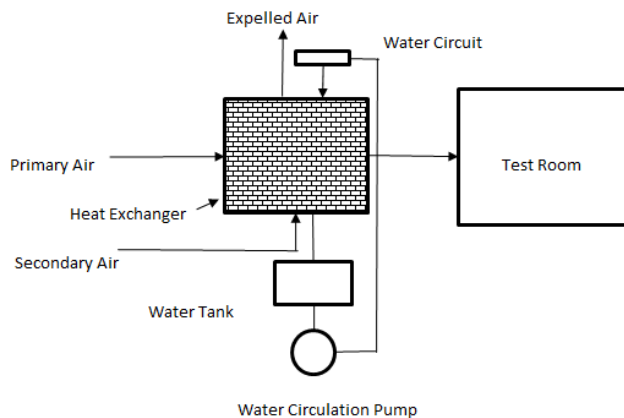 Expelled Air
Water Circuit
Primary Air
Test Room
Heat Exchanger
Secondary Air
Water Tank
Water Circulation Pump